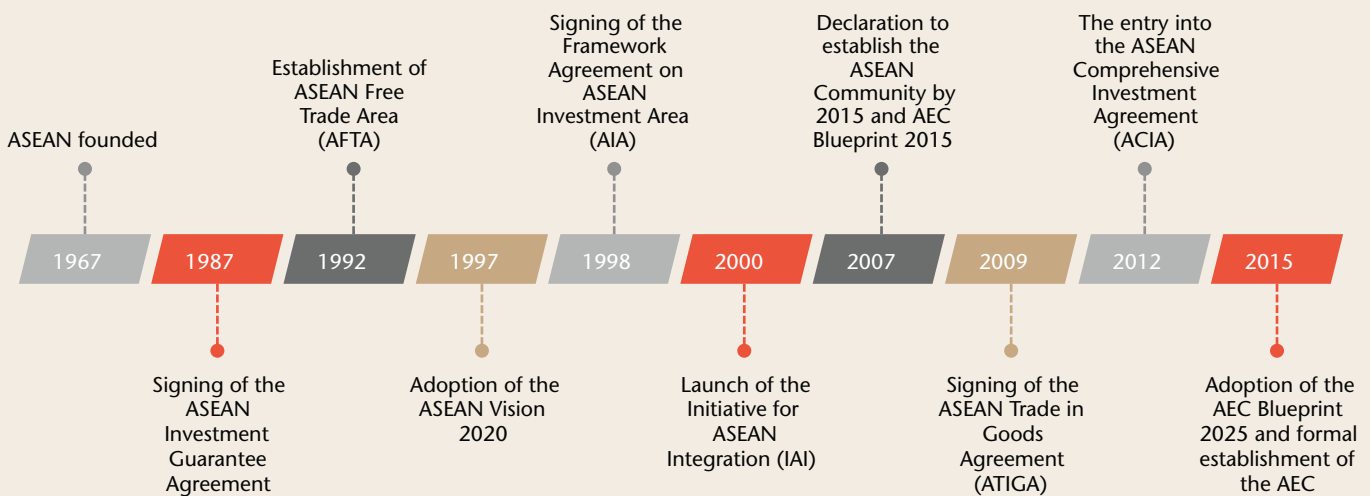 ASEAN founded
Establishment of
ASEAN Free
Trade Area
(AFTA)
Signing of the
Framework
Agreement on
ASEAN
Investment Area
(AIA)
Declaration to
establish the
ASEAN
Community by
2015 and AEC
Blueprint 2015
The entry into
the ASEAN
Comprehensive
Investment
Agreement
(ACIA)
1967
1987
1992
1997
1998
2000
2007
2009
2012
2015
Signing of the
ASEAN
Investment
Guarantee
Agreement
Adoption of the
ASEAN Vision
2020
Launch of the
Initiative for
ASEAN
Integration (IAI)
Signing of the
ASEAN Trade in
Goods
Agreement
(ATIGA)
Adoption of the
AEC Blueprint
2025 and formal
establishment of
the AEC